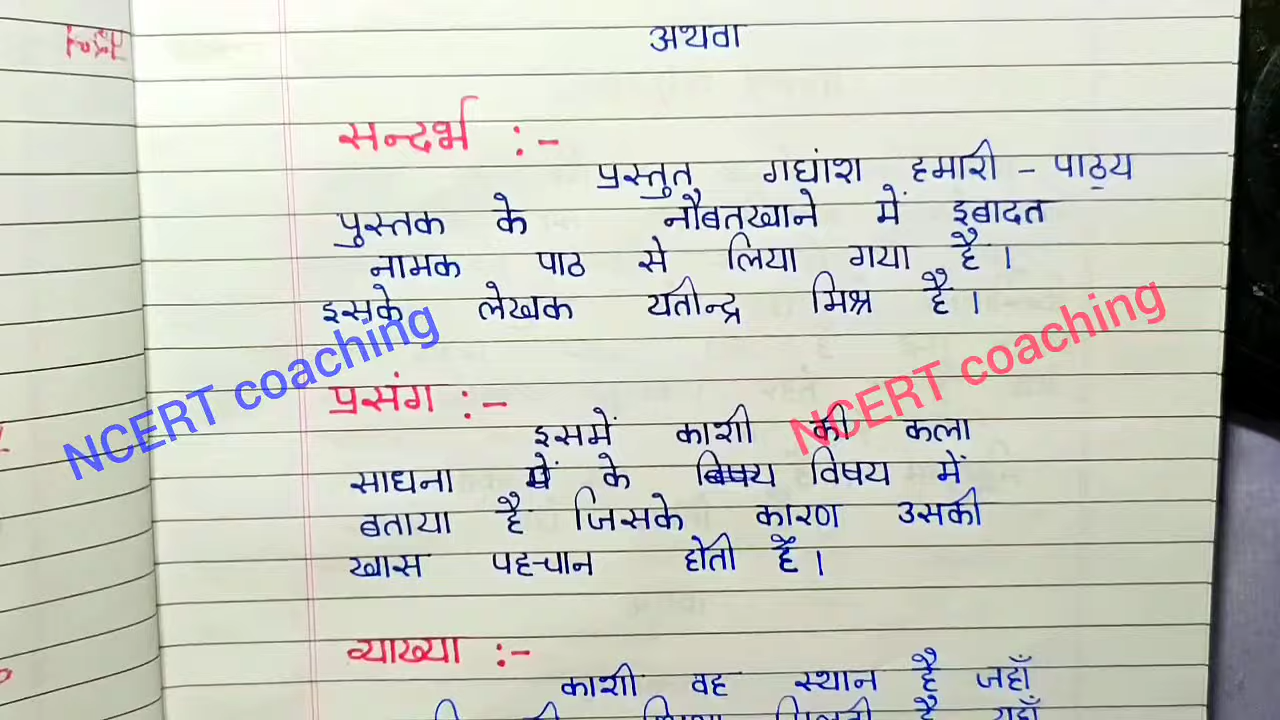 अथवा
सन्दर्भ :-
प्रस्तुत गद्यांश हमारी - पाठ्य
पुस्तक के नौबतखाने में इबादत
नामक पाठ से लिया गया है।
इसके लेखक यतीन्द्र मिश्र है।
NCERT coaching
NCERT coaching
प्रसंग :-
इसमें काशी की कला
साधना में के विषय विषय में
बताया है जिसके कारण उसकी
खास पहचान होती है।
व्याख्या :-
काशी वह स्थान है जहाँ
है यहाँ